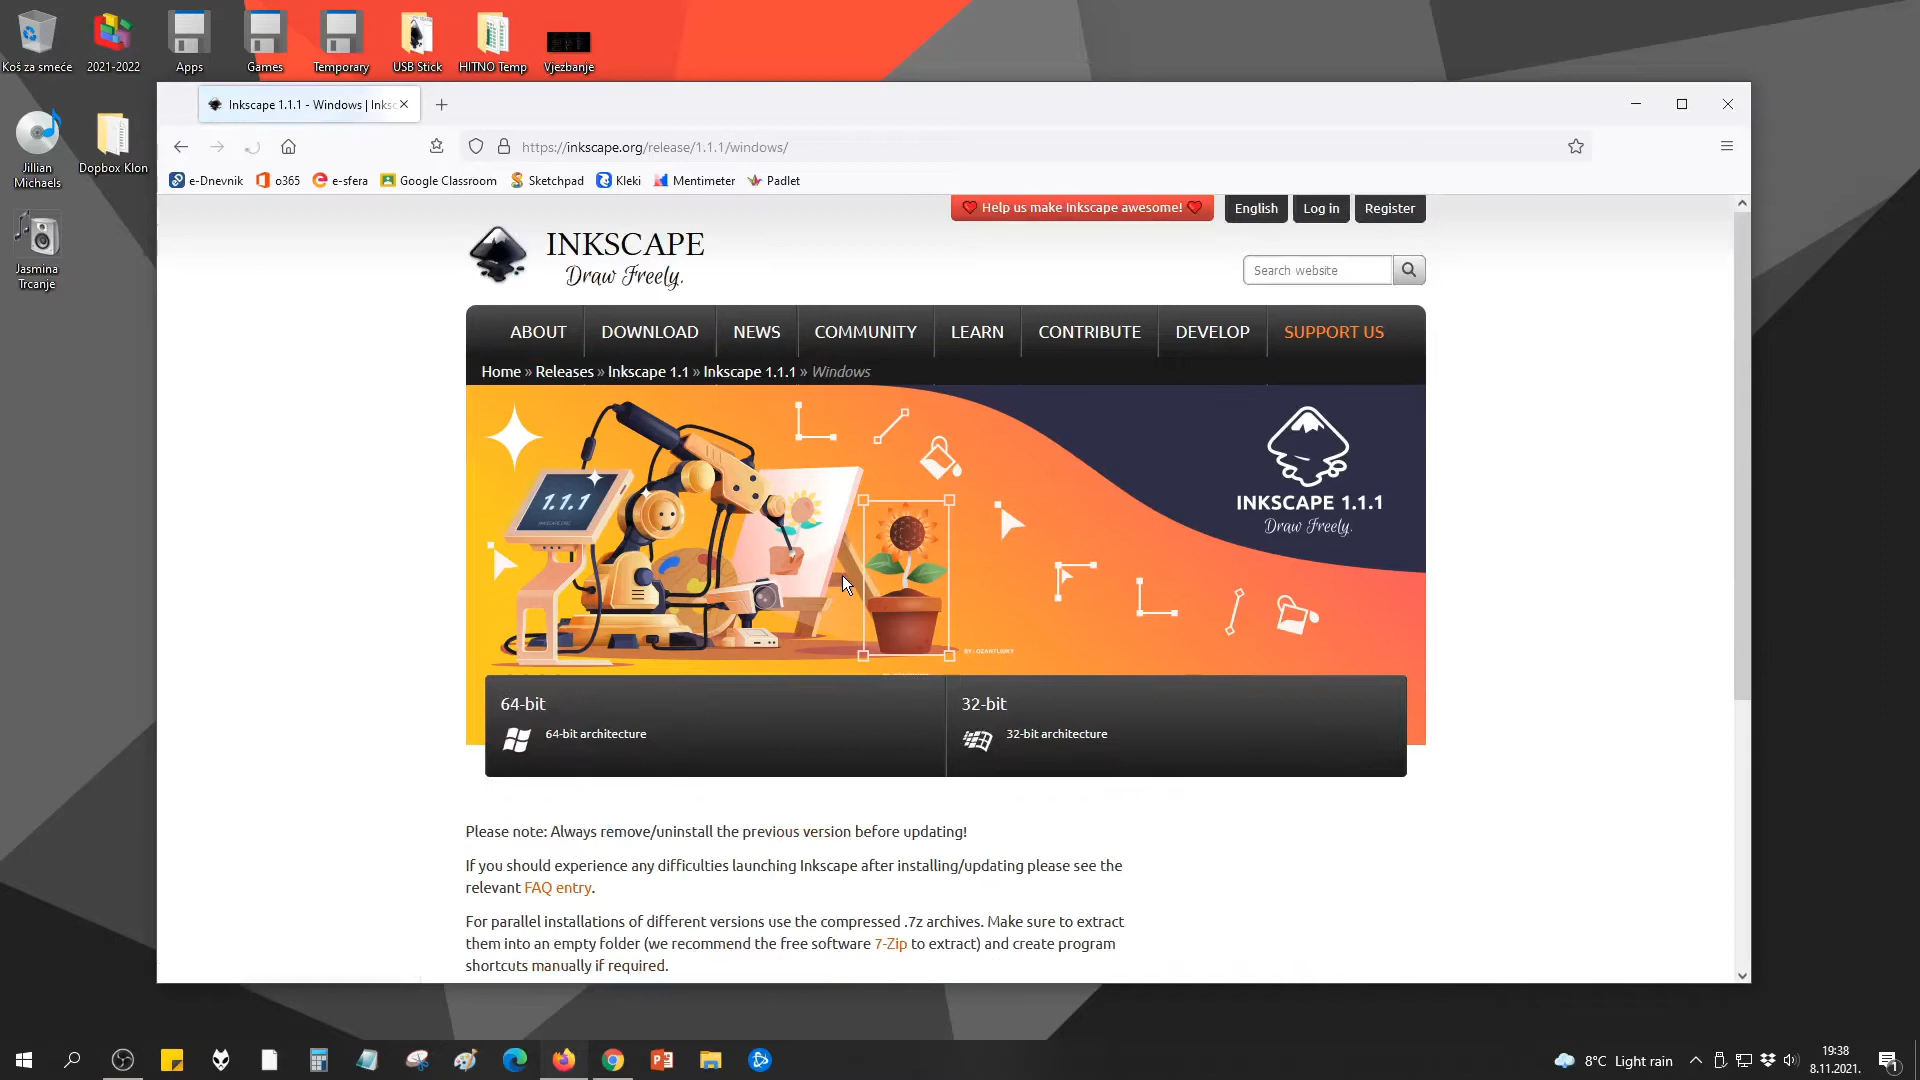 Koš za smeće
2021-2022
Apps
Games
Temporary
USB Stick
HITNO Temp
Vjezbanje
Jillian
Michaels
Dopbox Klon
Jasmina
Trcanje
Inkscape 1.1.1 - Windows | Inksc
https://inkscape.org/release/1.1.1/windows/
e-Dnevnik
o365
e-sfera
Google Classroom
Sketchpad
Kleki
Mentimeter
Padlet
Help us make Inkscape awesome!
English
Log in
Register
INKSCAPE
Draw Freely.
Search website
ABOUT
DOWNLOAD
NEWS
COMMUNITY
LEARN
CONTRIBUTE
DEVELOP
SUPPORT US
Home » Releases » Inkscape 1.1 » Inkscape 1.1.1 » Windows
1.1.1
INKSCAPE.ORG
INKSCAPE 1.1.1
Draw Freely.
64-bit
64-bit architecture
32-bit
32-bit architecture
Please note: Always remove/uninstall the previous version before updating!
If you should experience any difficulties launching Inkscape after installing/updating please see the
relevant FAQ entry.
For parallel installations of different versions use the compressed .7z archives. Make sure to extract
them into an empty folder (we recommend the free software 7-Zip to extract) and create program
shortcuts manually if required.
8°C Light rain
19:38
8.11.2021.
1